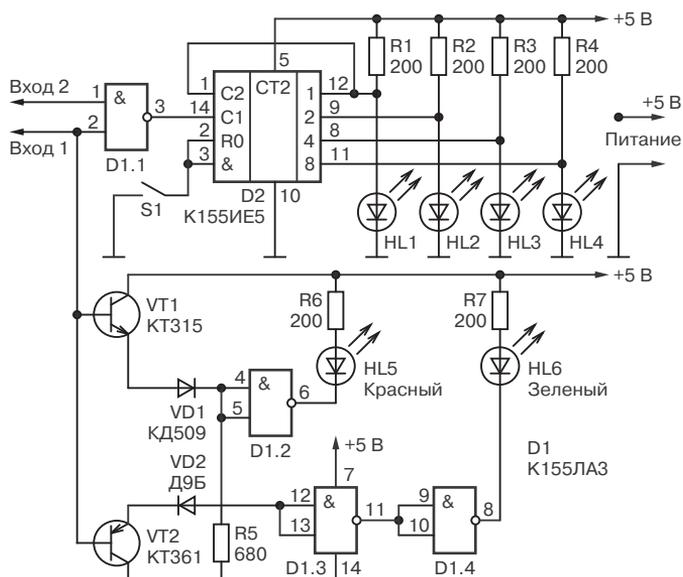 +5 В
R1
200
R2
200
R3
200
R4
200
5
Вход 2
1
&
3
2
Вход 1
D1.1
1
C2
CT2
14
C1
2
R0
3
&
1
12
2
9
4
8
8
11
D2
10
К155ИЕ5
S1
HL1
HL2
HL3
HL4
+5 В
Питание
+5 В
VT1
КТ315
R6
200
R7
200
HL5
Красный
HL6
Зеленый
VD1
КД509
4
&
5
6
D1.2
+5 В
D1
К155ЛА3
VD2
Д9Б
7
12
&
13
11
9
&
10
8
VT2
КТ361
R5
680
D1.3
14
D1.4